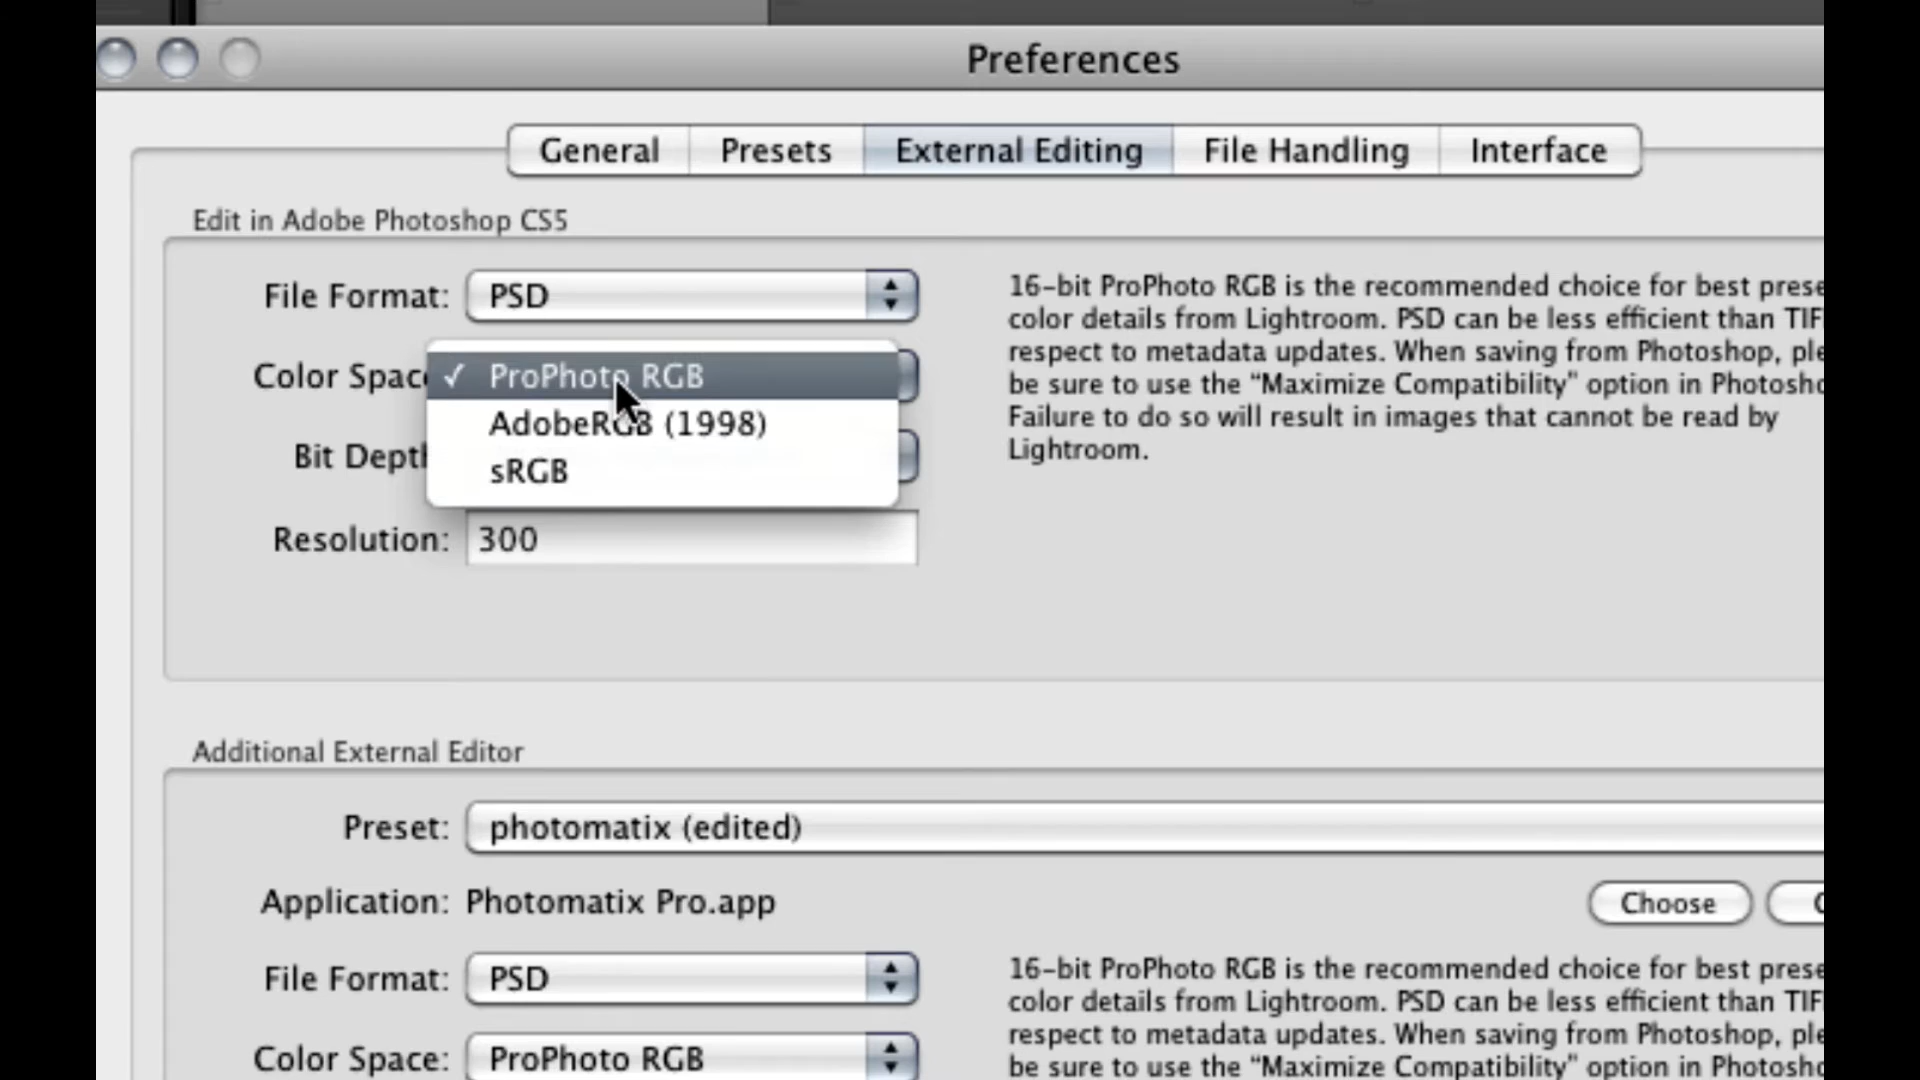 Preferences
General Presets External Editing File Handling Interface
Edit in Adobe Photoshop CS5
File Format: PSD
Color Spac
✓ ProPhoto RGB
AdobeRGB (1998)
sRGB
Bit Dept
Resolution: 300
16-bit ProPhoto RGB is the recommended choice for best prese
color details from Lightroom. PSD can be less efficient than TIF
respect to metadata updates. When saving from Photoshop, ple
be sure to use the “Maximize Compatibility” option in Photosho
Failure to do so will result in images that cannot be read by
Lightroom.
Additional External Editor
Preset: photomatix (edited)
Application: Photomatix Pro.app
Choose
File Format: PSD
Color Space: ProPhoto RGB
16-bit ProPhoto RGB is the recommended choice for best prese
color details from Lightroom. PSD can be less efficient than TIF
respect to metadata updates. When saving from Photoshop, ple
be sure to use the “Maximize Compatibility” option in Photosho